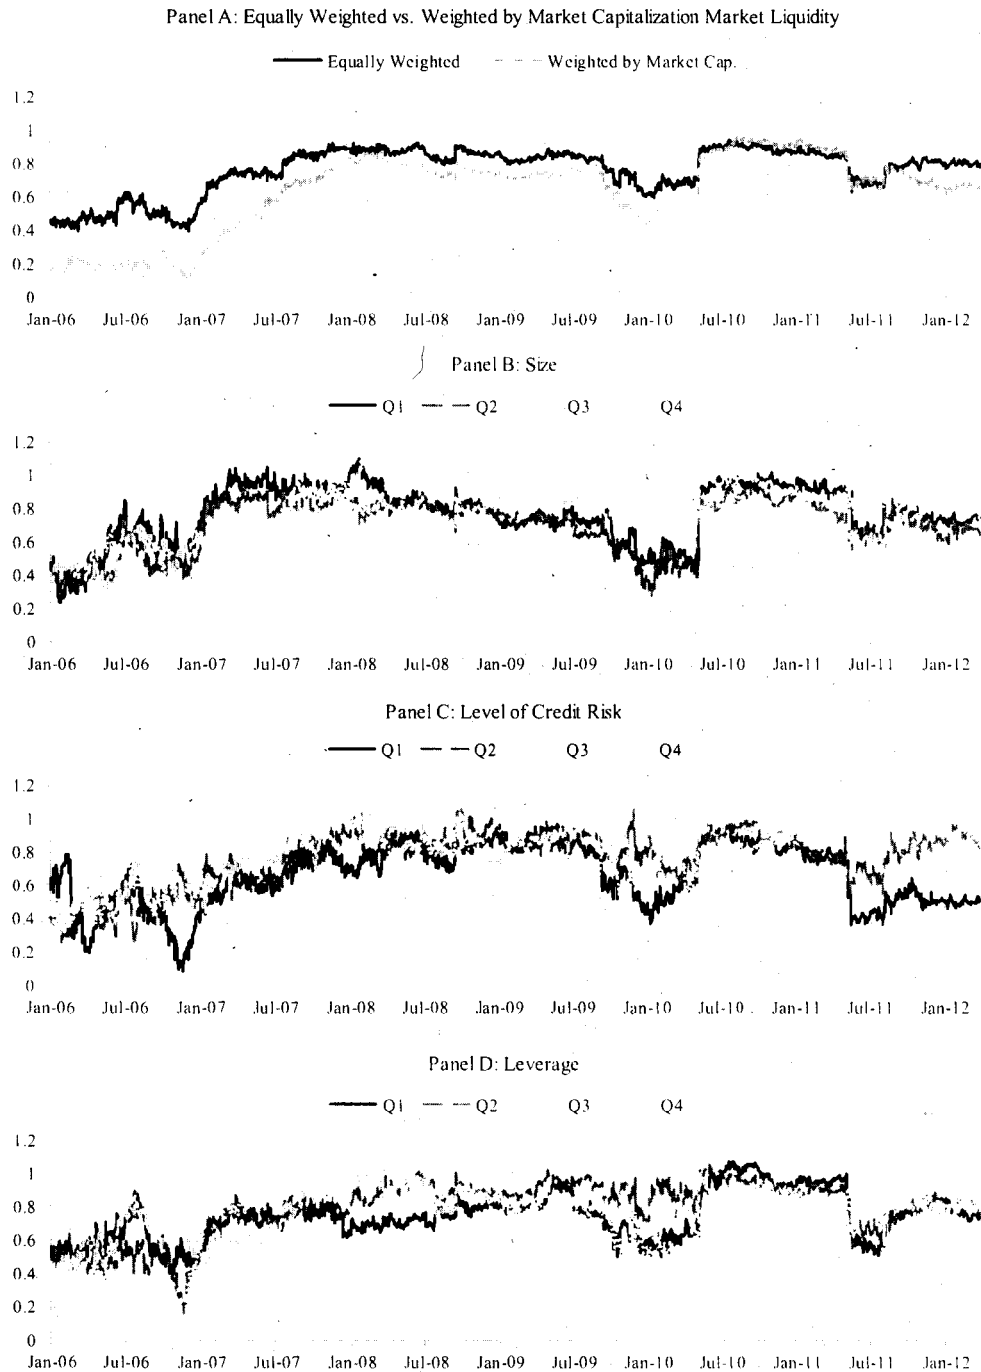 Panel A: Equally Weighted vs. Weighted by Market Capitalization Market Liquidity
Equally Weighted Weighted by Market Cap.
1.2
1
0.8
0.6
0.4
0.2
0
Jan-06 Jul-06 Jan-07 Jul-07 Jan-08 Jul-08 Jan-09 Jul-09 Jan-10 Jul-10 Jan-11 Jul-11 Jan-12
Panel B: Size
Q1 Q2 Q3 Q4
1.2
1
0.8
0.6
0.4
0.2
0
Jan-06 Jul-06 Jan-07 Jul-07 Jan-08 Jul-08 Jan-09 Jul-09 Jan-10 Jul-10 Jan-11 Jul-11 Jan-12
Panel C: Level of Credit Risk
Q1 Q2 Q3 Q4
1.2
1
0.8
0.6
0.4
0.2
0
Jan-06 Jul-06 Jan-07 Jul-07 Jan-08 Jul-08 Jan-09 Jul-09 Jan-10 Jul-10 Jan-11 Jul-11 Jan-12
Panel D: Leverage
Q1 Q2 Q3 Q4
1.2
1
0.8
0.6
0.4
0.2
0
Jan-06 Jul-06 Jan-07 Jul-07 Jan-08 Jul-08 Jan-09 Jul-09 Jan-10 Jul-10 Jan-11 Jul-11 Jan-12